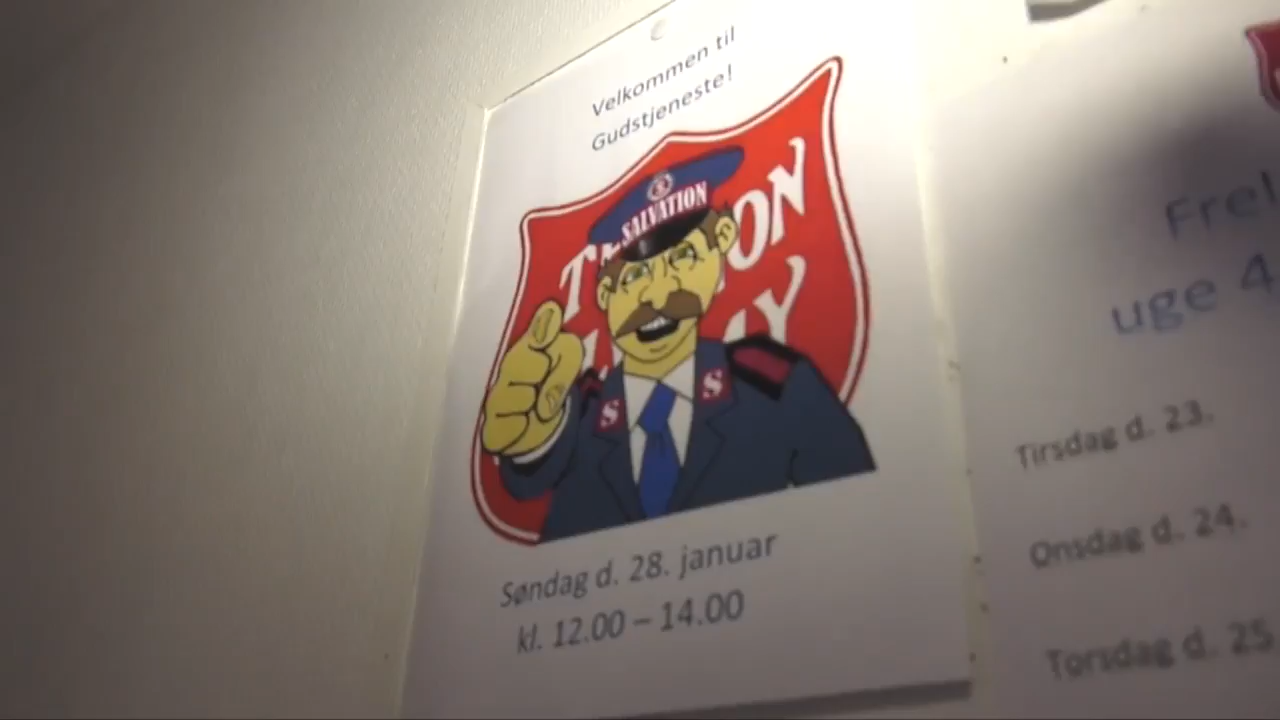 Velkommen til
Gudstjeneste!
SALVATION
ON
Y
S S
Søndag d. 28. januar
kl. 12.00 – 14.00
uge 4
Tirsdag d. 23.
Onsdag d. 24.
Torsdag d. 25.